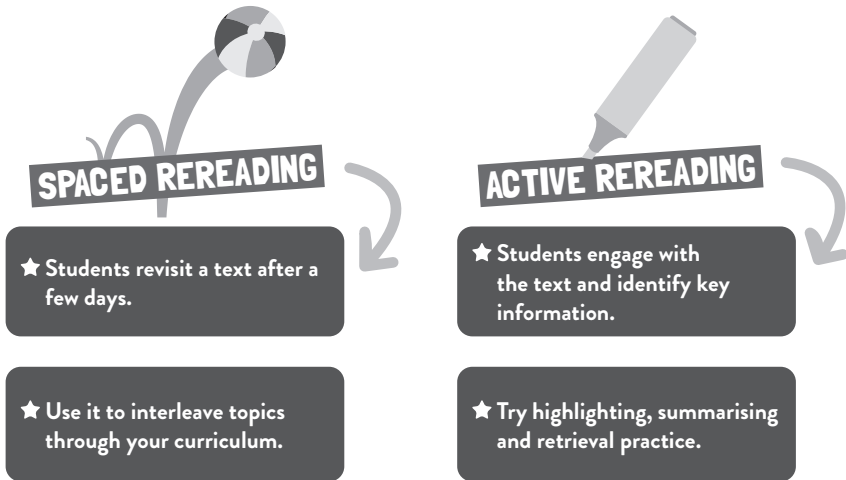 SPACED REREADING
★ Students revisit a text after a
few days.
★ Use it to interleave topics
through your curriculum.
ACTIVE REREADING
★ Students engage with
the text and identify key
information.
★ Try highlighting, summarising
and retrieval practice.